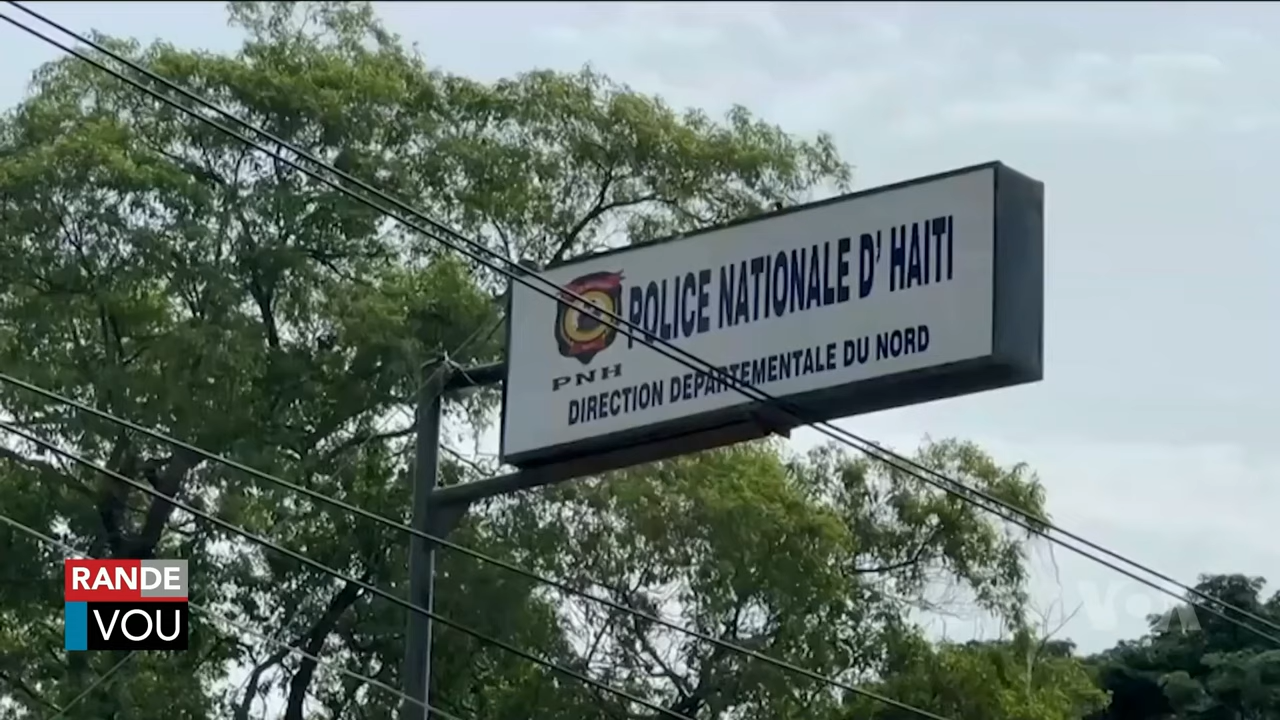 POLICE NATIONALE D' HAITI
PNH
DIRECTION DEPARTEMENTALE DU NORD
RANDE
VOU
VOA